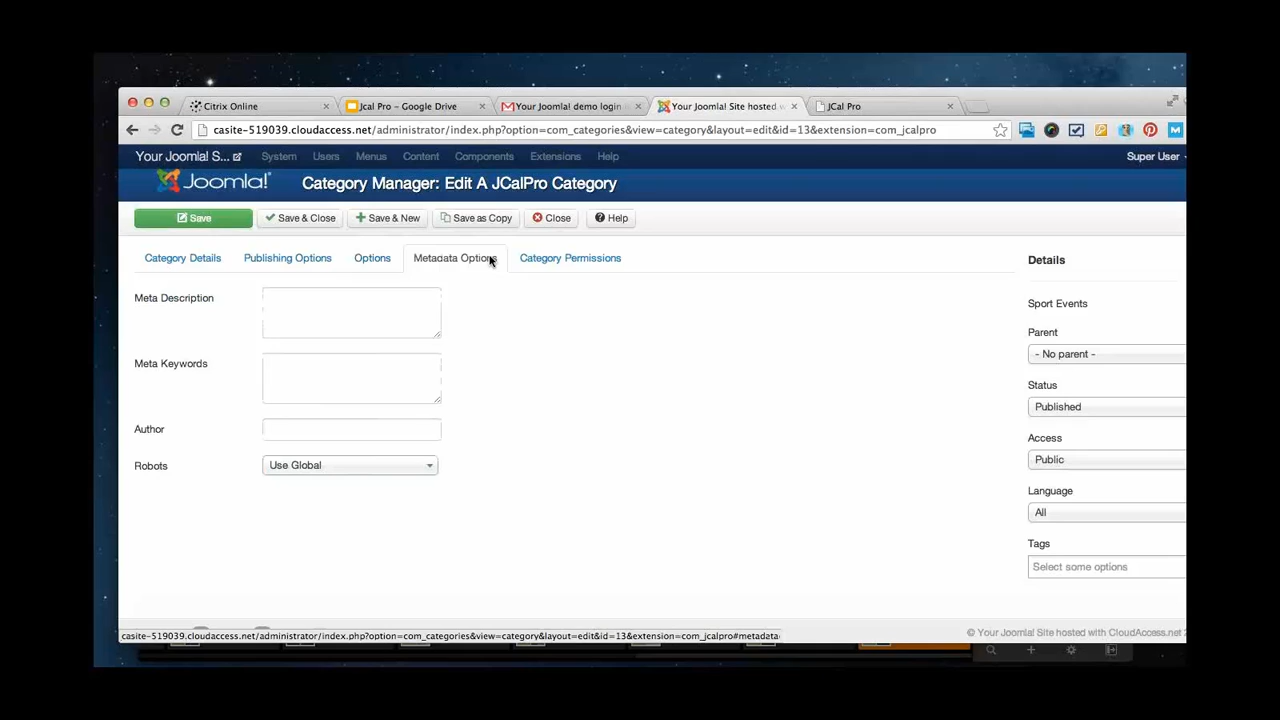 Citrix Online
Jcal Pro – Google Drive
Your Joomla! demo login
Your Joomla! Site hosted w
JCal Pro
casite-519039.cloudaccess.net/administrator/index.php?option=com_categories&view=category&layout=edit&id=13&extension=com_jcalpro
Your Joomla! S... System Users Menus Content Components Extensions Help Super User
Joomla! Category Manager: Edit A JCalPro Category
Save Save & Close Save & New Save as Copy Close Help
Category Details Publishing Options Options Metadata Options Category Permissions
Details
Meta Description
Sport Events
Parent
- No parent -
Meta Keywords
Status
Published
Author
Access
Public
Robots Use Global
Language
All
Tags
Select some options
© Your Joomla! Site hosted with CloudAccess.net
casite-519039.cloudaccess.net/administrator/index.php?option=com_categories&view=category&layout=edit&id=13&extension=com_jcalpro#metadata